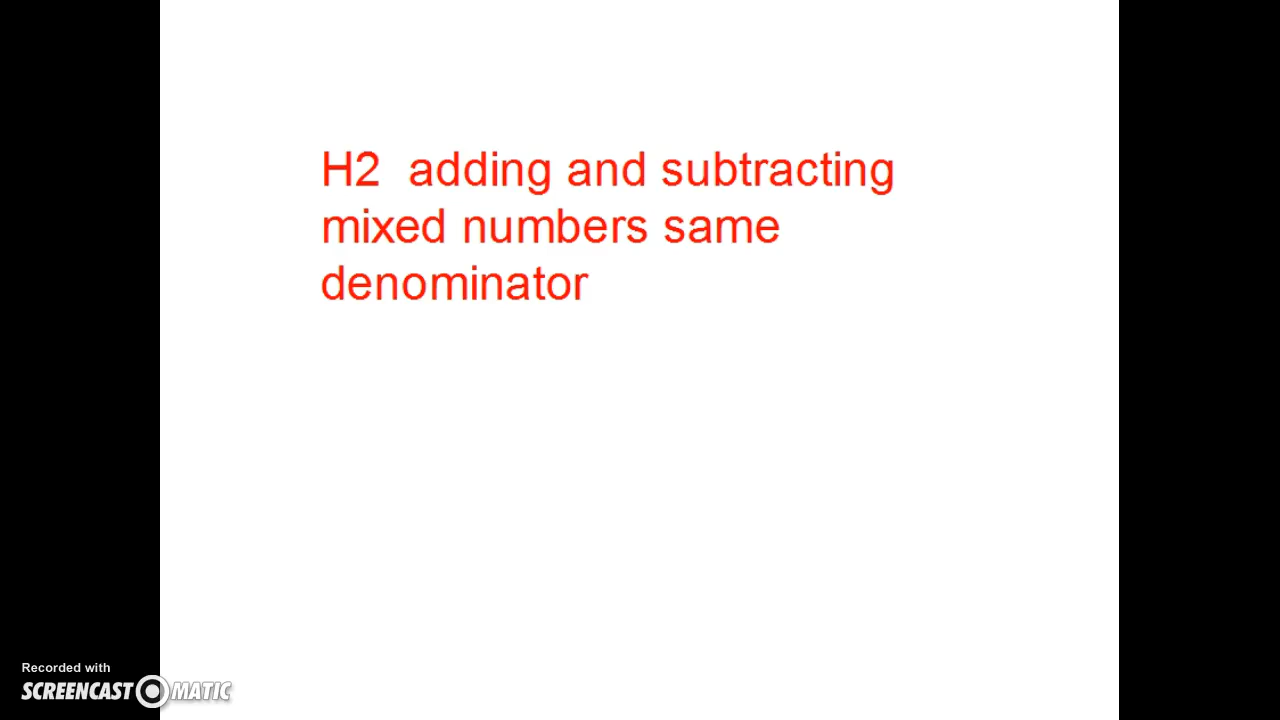 H2  adding and subtracting
mixed numbers same
denominator
Recorded with
SCREENCAST MATIC